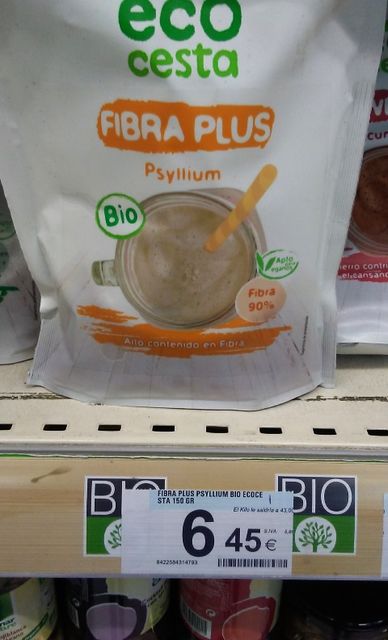 eco
cesta
FIBRA PLUS
Psyllium
Bio
Apto
para
veganos
Fibra
90%
Alto contenido en Fibra
BIO
FIBRA PLUS PSYLLIUM BIO ECOCE
STA 150 GR
El Kilo le saldría a 43,0
6 45€
8422584314793
BIO